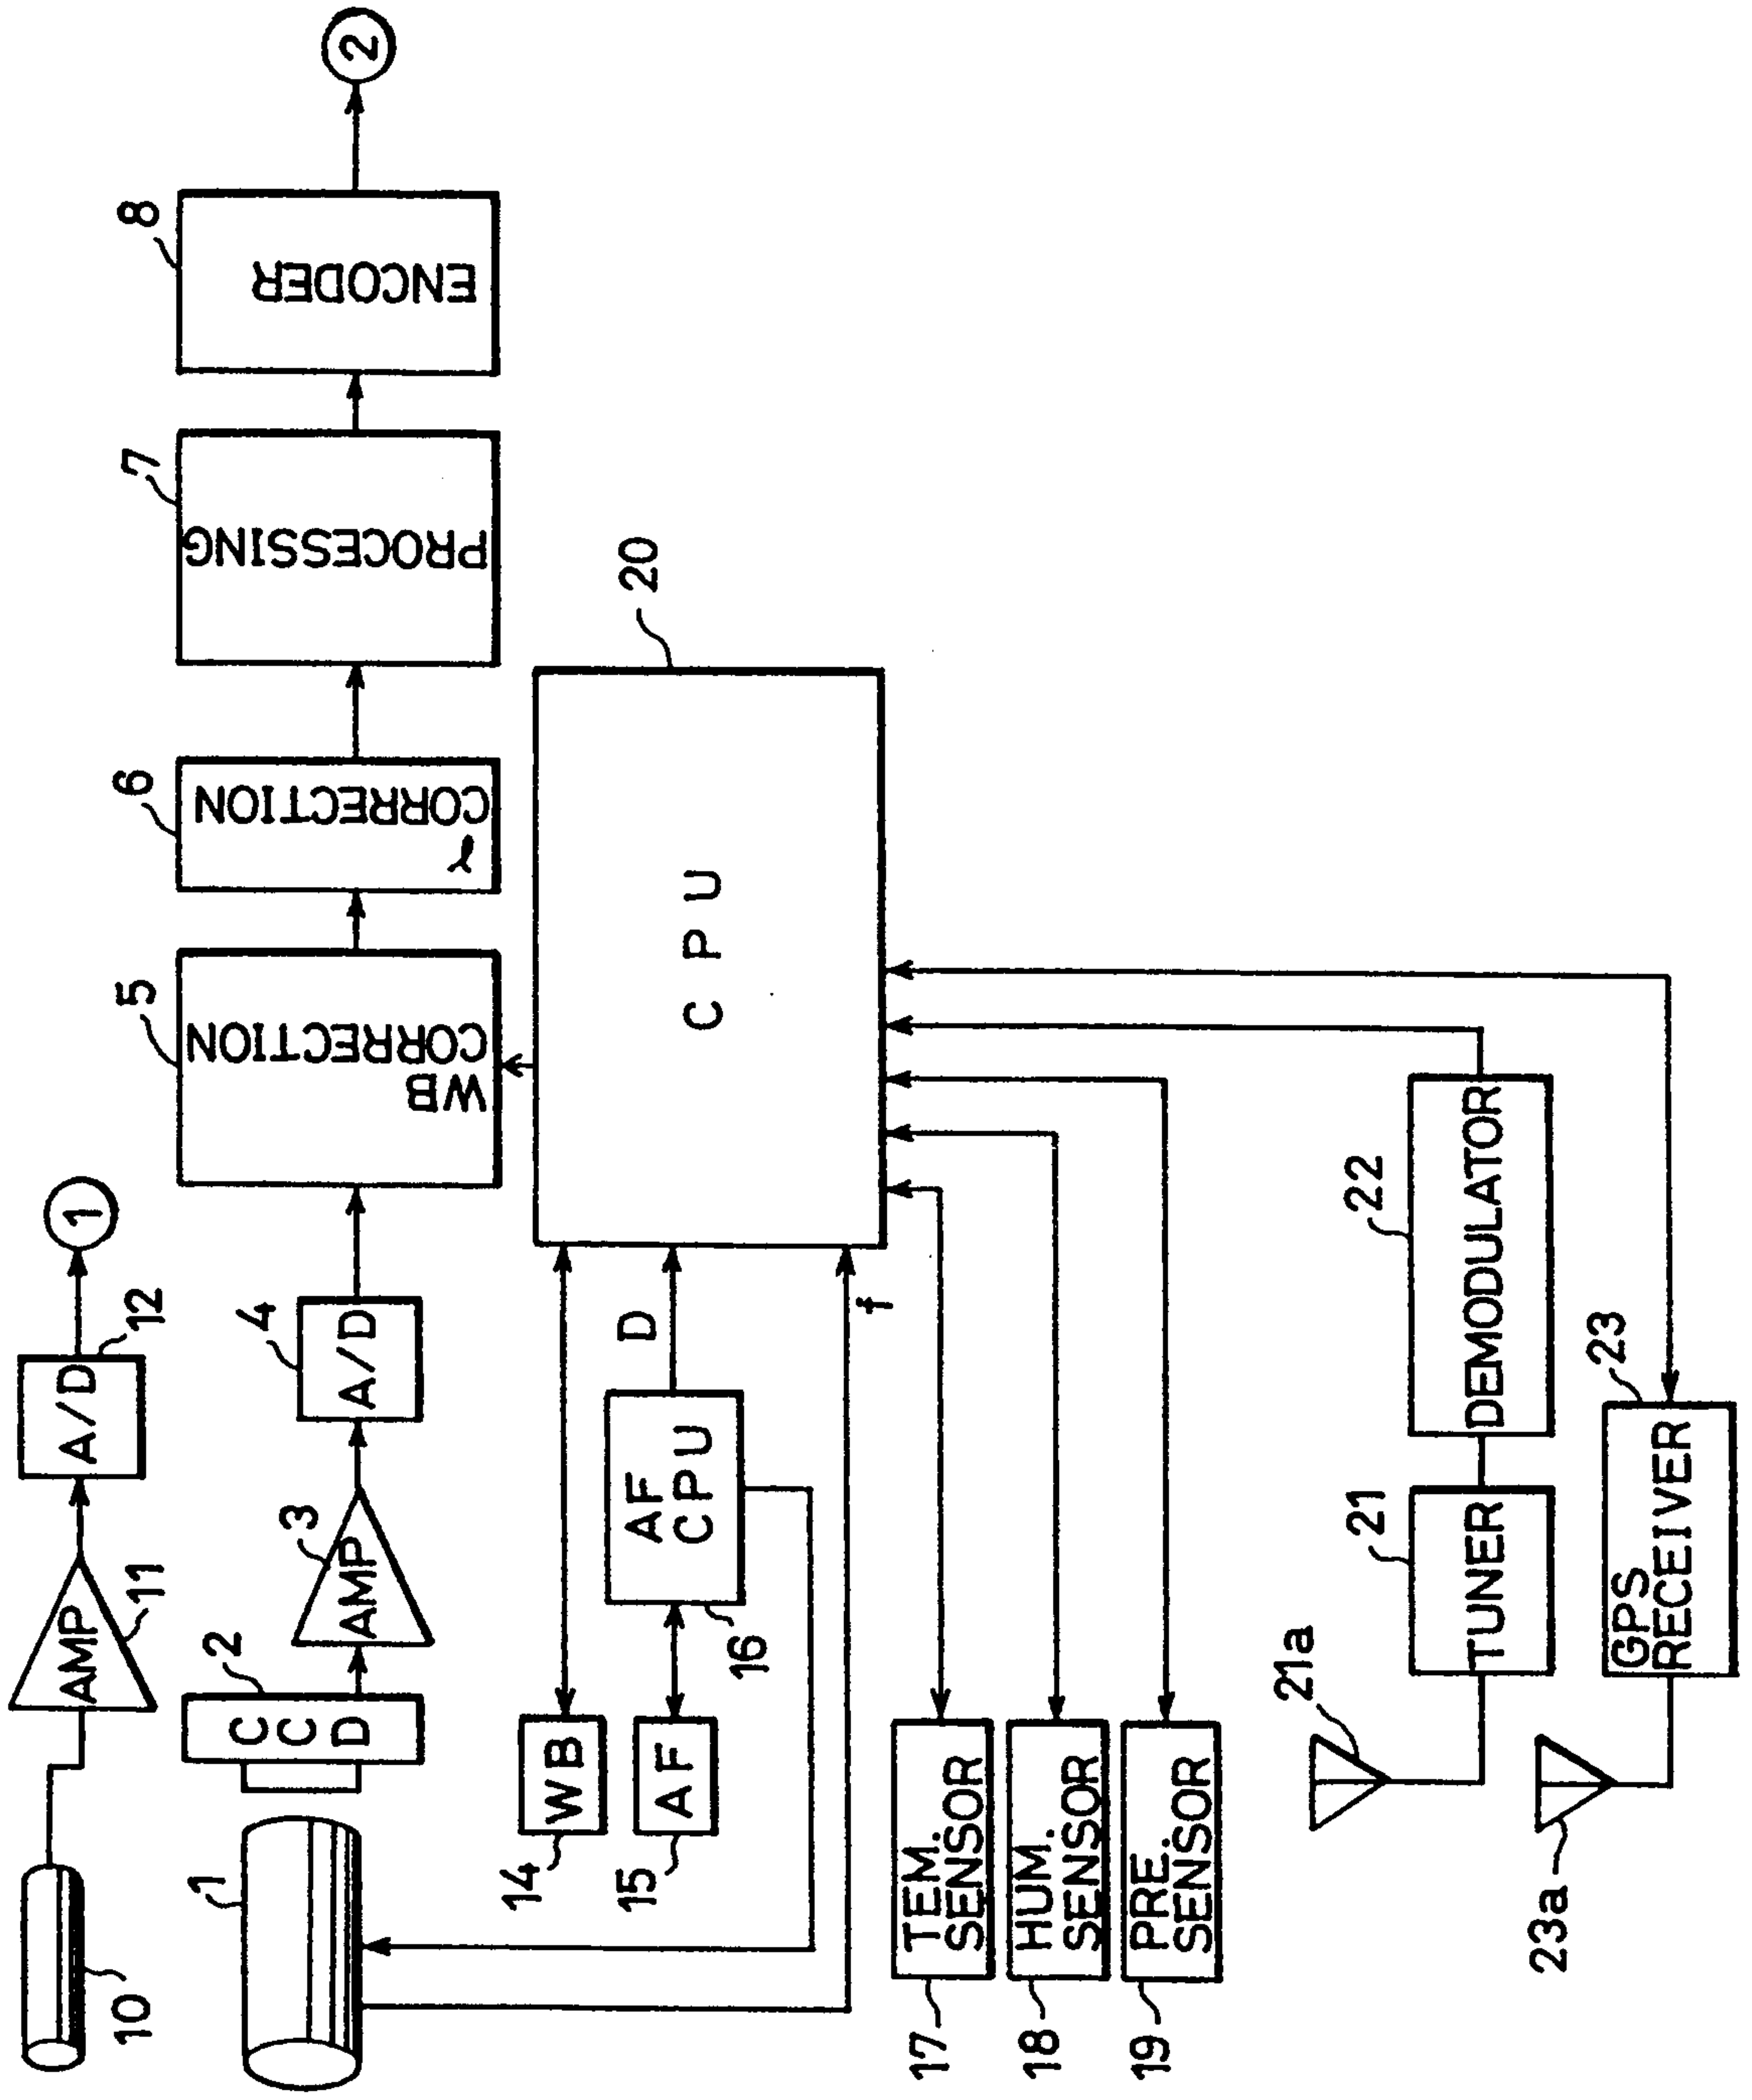 10
AMP
11
A/D
12
1
1
CCD
2
AMP
3
A/D
4
WB
CORRECTION
5
γ
CORRECTION
6
PROCESSING
7
ENCODER
8
2
WB
14
AF
15
AF
CPU
16
D
f
CPU
20
TEM.
SENSOR
17
HUM.
SENSOR
18
PRE.
SENSOR
19
21a
TUNER
21
DEMODULATOR
22
23a
GPS
RECEIVER
23